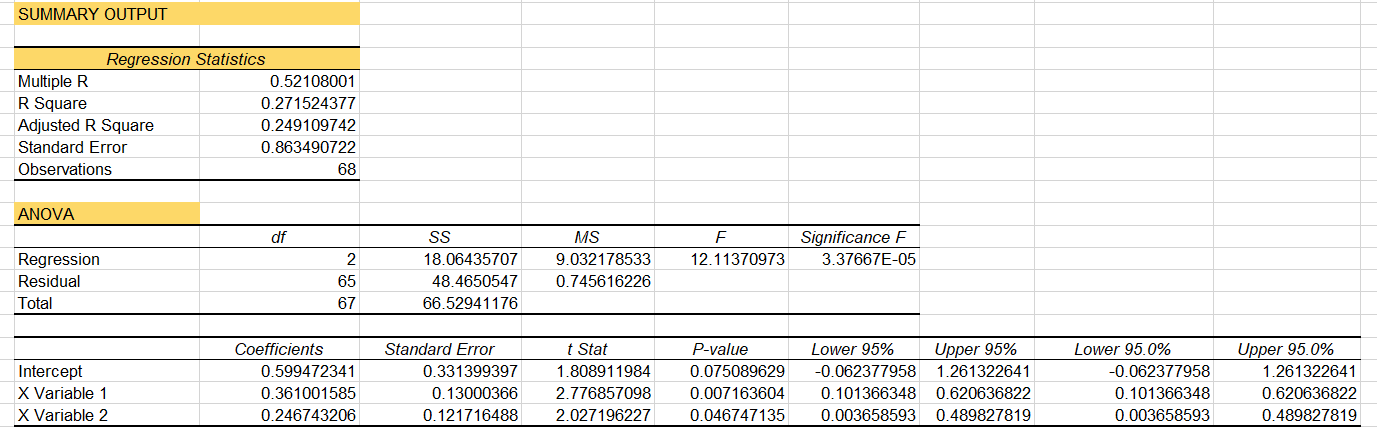 SUMMARY OUTPUT
Regression Statistics
Multiple R 0.52108001
R Square 0.271524377
Adjusted R Square 0.249109742
Standard Error 0.863490722
Observations 68
ANOVA
df SS MS F Significance F
Regression 2 18.06435707 9.032178533 12.11370973 3.37667E-05
Residual 65 48.4650547 0.745616226
Total 67 66.52941176
Coefficients Standard Error t Stat P-value Lower 95% Upper 95% Lower 95.0% Upper 95.0%
Intercept 0.599472341 0.331399397 1.808911984 0.075089629 -0.062377958 1.261322641 -0.062377958 1.261322641
X Variable 1 0.361001585 0.13000366 2.776857098 0.007163604 0.101366348 0.620636822 0.101366348 0.620636822
X Variable 2 0.246743206 0.121716488 2.027196227 0.046747135 0.003658593 0.489827819 0.003658593 0.489827819